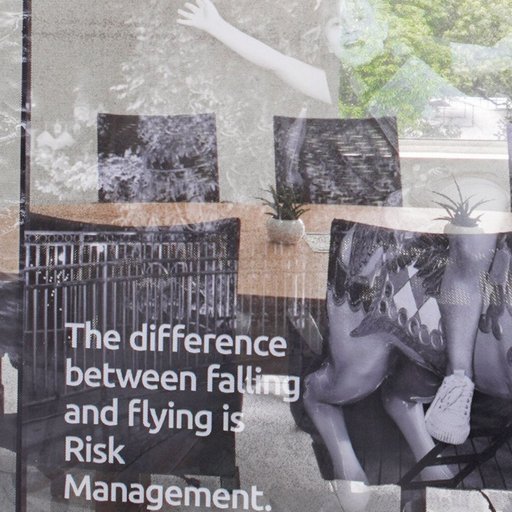 The difference
between falling
and flying is
Risk
Management.